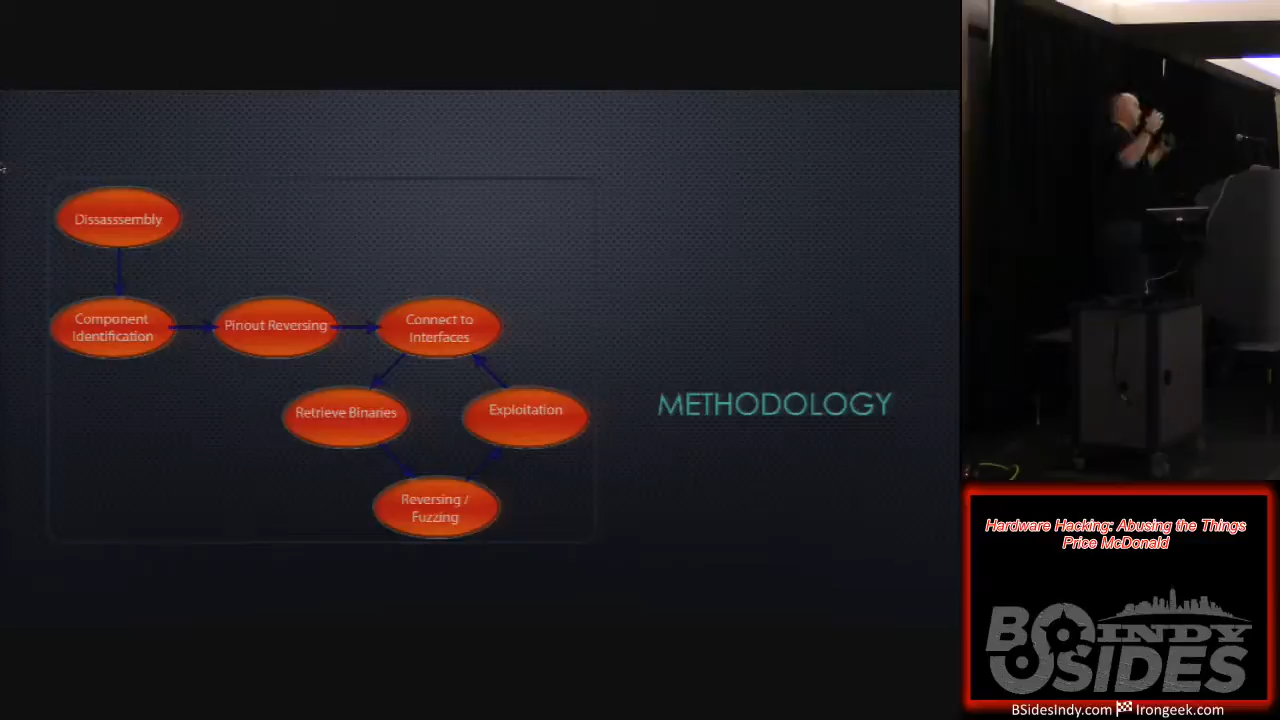 Dissasssembly
Component
Identification
Pinout Reversing
Connect to
Interfaces
Retrieve Binaries
Exploitation
Reversing /
Fuzzing
METHODOLOGY
Hardware Hacking: Abusing the Things
Price McDonald
BSIDES
INDY
BSidesIndy.com Irongeek.com